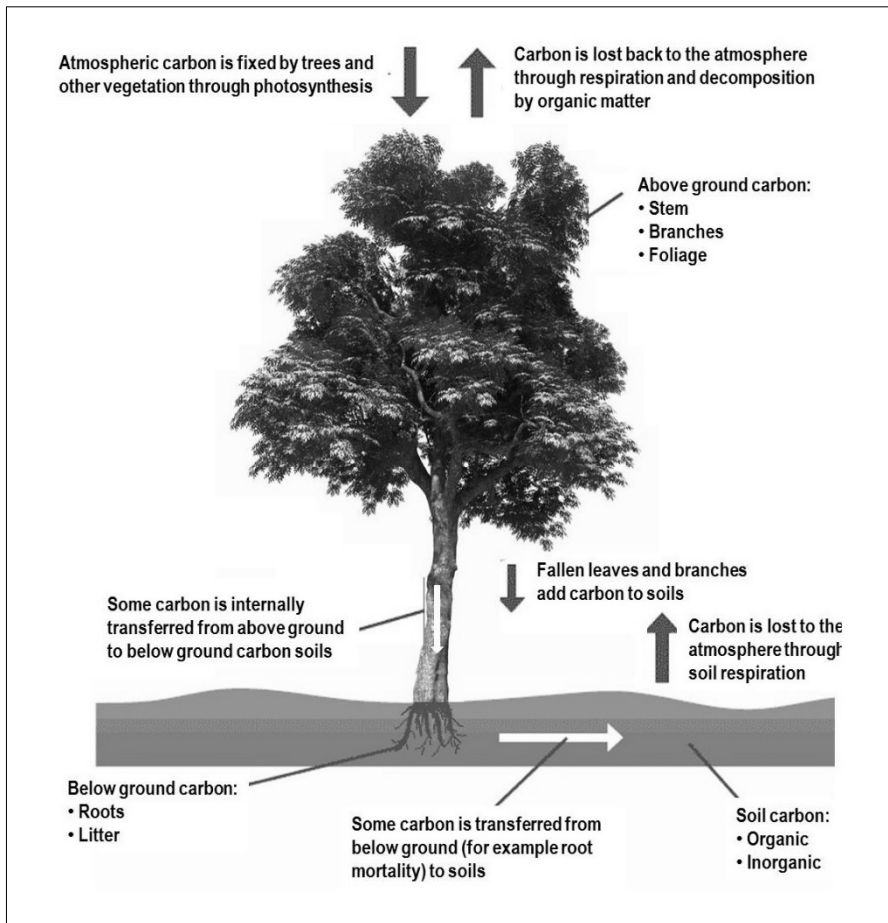 Atmospheric carbon is fixed by trees and
other vegetation through photosynthesis
Carbon is lost back to the atmosphere
through respiration and decomposition
by organic matter
Above ground carbon:
• Stem
• Branches
• Foliage
Fallen leaves and branches
add carbon to soils
Some carbon is internally
transferred from above ground
to below ground carbon soils
Carbon is lost to the
atmosphere through
soil respiration
Below ground carbon:
• Roots
• Litter
Some carbon is transferred from
below ground (for example root
mortality) to soils
Soil carbon:
• Organic
• Inorganic